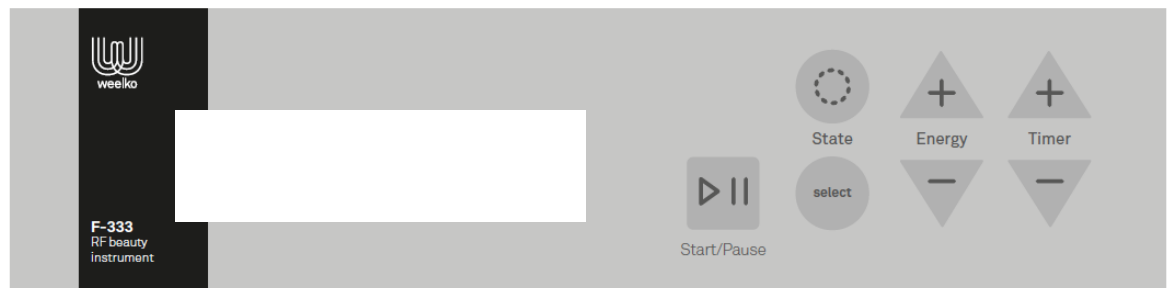 weelko
F-333
RF beauty
instrument
State
Energy
Timer
select
Start/Pause